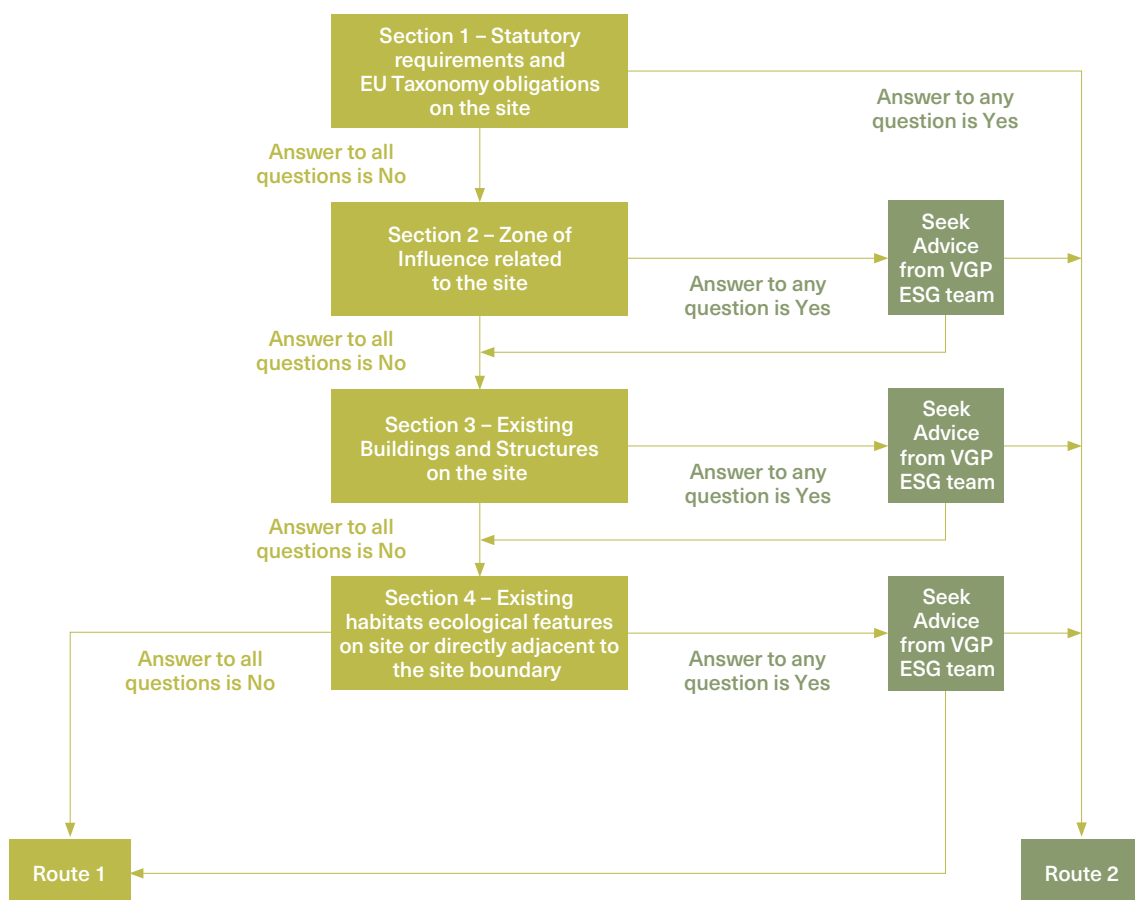 Section 1 – Statutory
requirements and
EU Taxonomy obligations
on the site
Answer to any
question is Yes
Answer to all
questions is No
Section 2 – Zone of
Influence related
to the site
Seek
Advice
from VGP
ESG team
Answer to any
question is Yes
Answer to all
questions is No
Section 3 – Existing
Buildings and Structures
on the site
Seek
Advice
from VGP
ESG team
Answer to any
question is Yes
Answer to all
questions is No
Section 4 – Existing
habitats ecological features
on site or directly adjacent to
the site boundary
Seek
Advice
from VGP
ESG team
Answer to all
questions is No
Answer to any
question is Yes
Route 1
Route 2